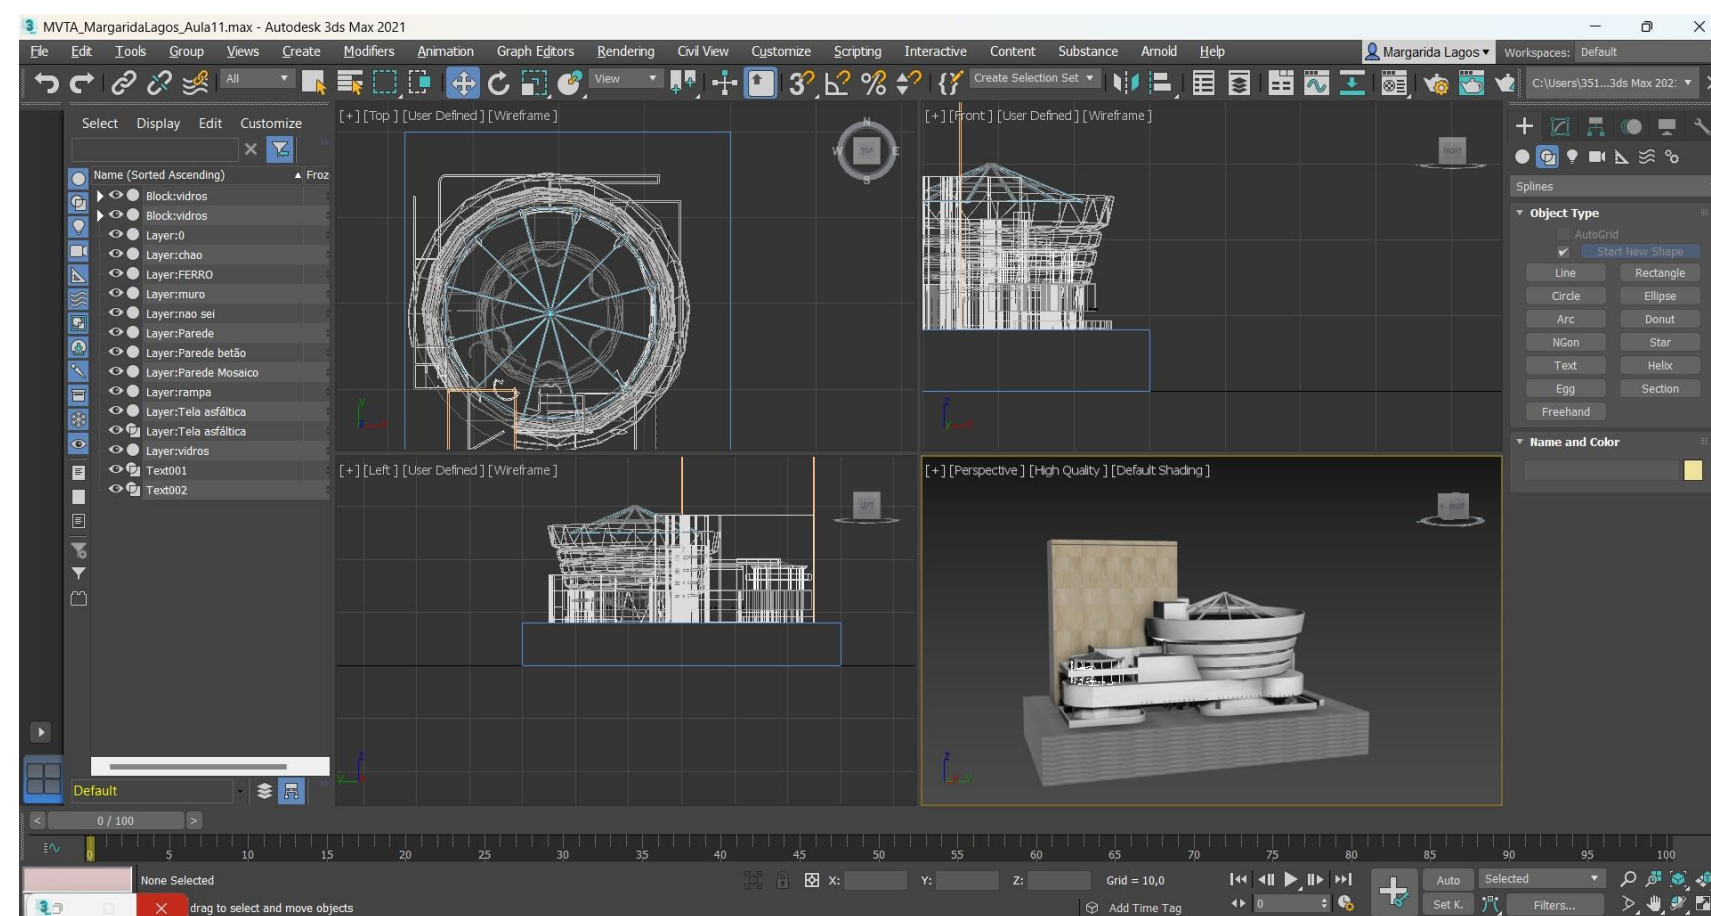 MVTA_MargaridaLagos_Aula11.max - Autodesk 3ds Max 2021
File Edit Tools Group Views Create Modifiers Animation Graph Editors Rendering Civil View Customize Scripting Interactive Content Substance Arnold Help Margarida Lagos Workspaces: Default
All View Create Selection Set C:\Users\351...3ds Max 202:
Select Display Edit Customize
Name (Sorted Ascending) Froz
Block:vidros
Block:vidros
Layer:0
Layer:chao
Layer:FERRO
Layer:muro
Layer:nao sei
Layer:Parede
Layer:Parede betão
Layer:Parede Mosaico
Layer:rampa
Layer:Tela asfáltica
Layer:Tela asfáltica
Layer:vidros
Text001
Text002
Default
[+] [Top ] [User Defined ] [Wireframe ]
N
W TOP E
S
y
[+] [Front ] [User Defined ] [Wireframe ]
FRONT
z
[+] [Left ] [User Defined ] [Wireframe ]
LEFT
z
y
[+] [Perspective ] [High Quality ] [Default Shading ]
RIGHT
z
Splines
Object Type
AutoGrid
Start New Shape
Line Rectangle
Circle Ellipse
Arc Donut
NGon Star
Text Helix
Egg Section
Freehand
Name and Color
< 0 / 100 >
0 5 10 15 20 25 30 35 40 45 50 55 60 65 70 75 80 85 90 95 100
None Selected X: Y: Z: Grid = 10,0 Auto Selected
drag to select and move objects Add Time Tag 0 Set K. Filters...